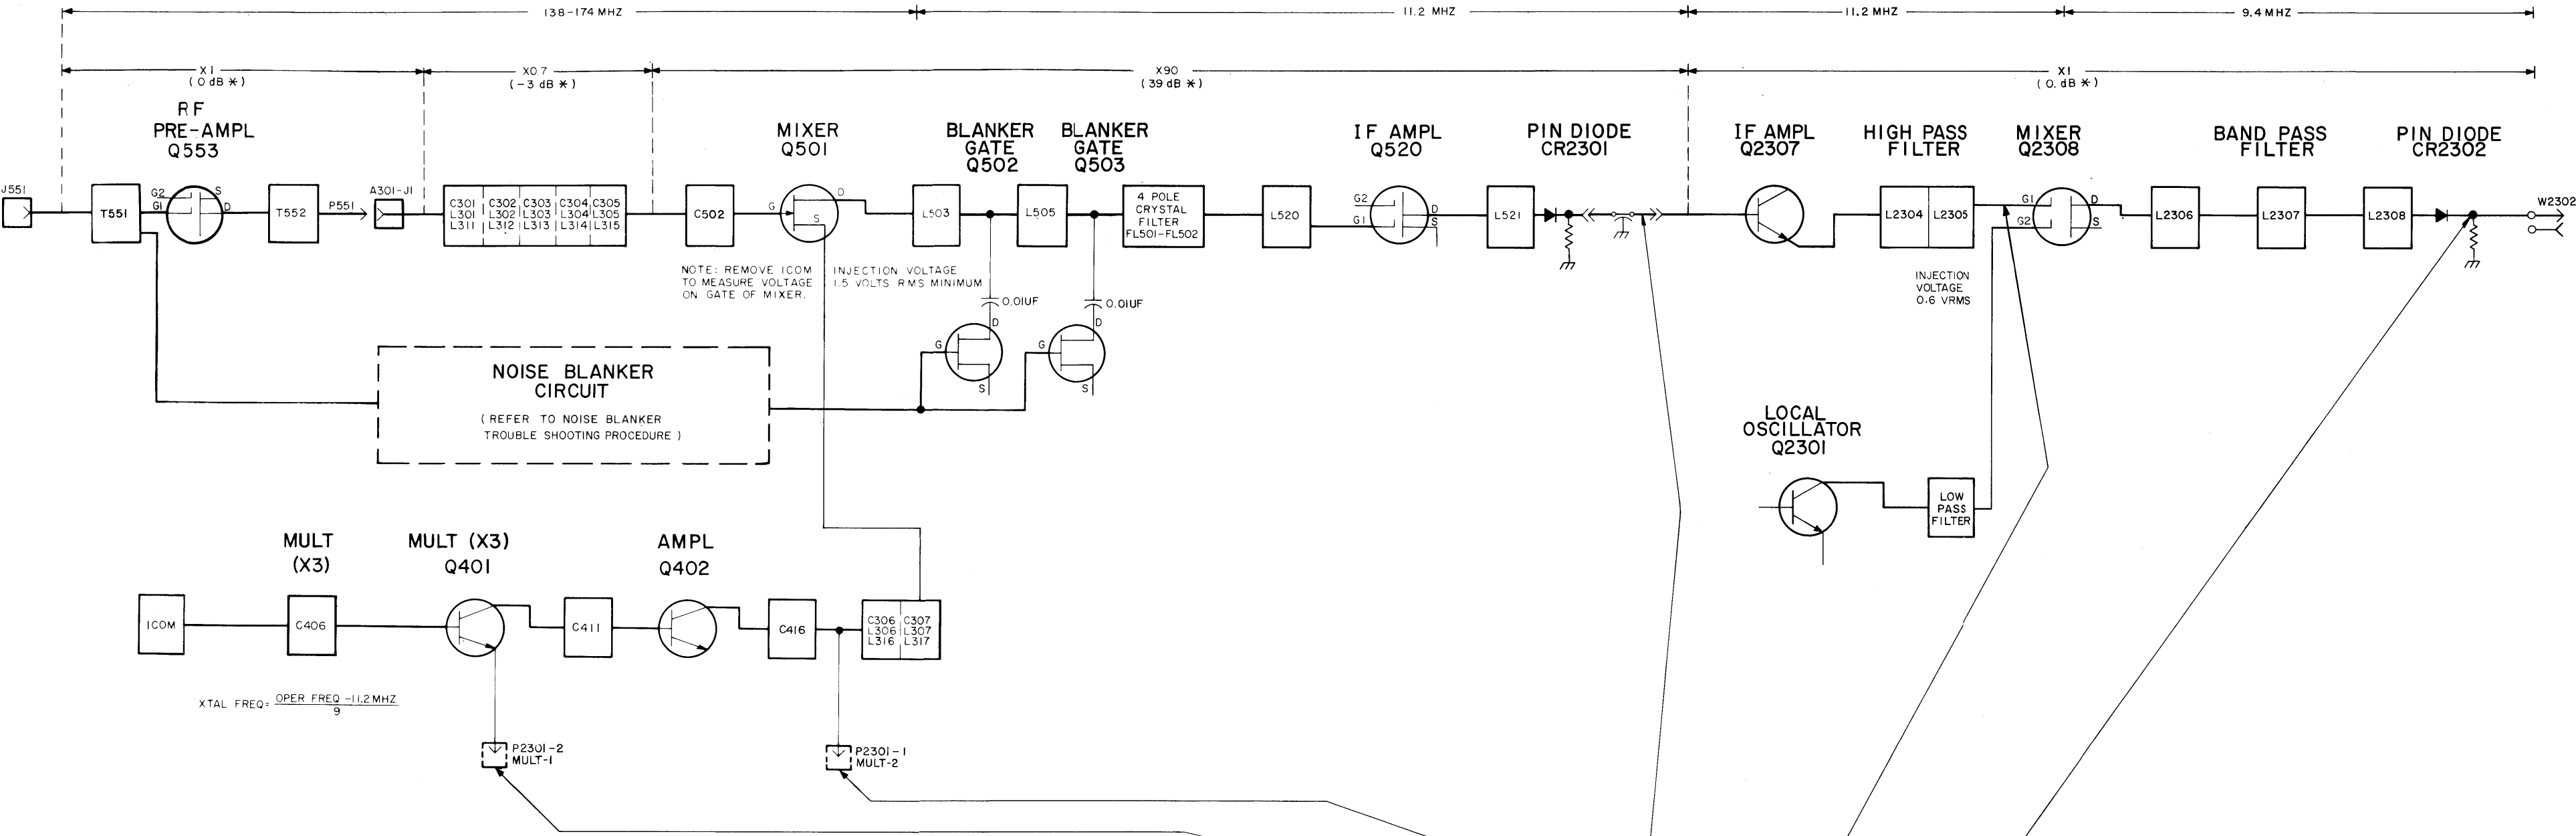 138-174 MHZ
11.2 MHZ
11.2 MHZ
9.4 MHZ
X1
(0 dB *)
X0.7
(-3 dB *)
X90
(39 dB *)
X1
(0. dB *)
RF
PRE-AMPL
Q553
MIXER
Q501
BLANKER
GATE
Q502
BLANKER
GATE
Q503
IF AMPL
Q520
PIN DIODE
CR2301
IF AMPL
Q2307
HIGH PASS
FILTER
MIXER
Q2308
BAND PASS
FILTER
PIN DIODE
CR2302
J551
T551
G2
G1
S
D
T552
P551
A301-J1
C301 C302 C303 C304 C305
L301 L302 L303 L304 L305
L311 L312 L313 L314 L315
C502
G
D
S
L503
L505
4 POLE
CRYSTAL
FILTER
FL501-FL502
L520
G2
G1
D
S
L521
L2304 L2305
G1
G2
D
S
L2306
L2307
L2308
W2302
NOTE: REMOVE ICOM
TO MEASURE VOLTAGE
ON GATE OF MIXER.
INJECTION VOLTAGE
1.5 VOLTS RMS MINIMUM
0.01UF
0.01UF
D
G
S
D
G
S
INJECTION
VOLTAGE
0.6 VRMS
NOISE BLANKER
CIRCUIT
(REFER TO NOISE BLANKER
TROUBLE SHOOTING PROCEDURE)
LOCAL
OSCILLATOR
Q2301
LOW
PASS
FILTER
MULT
(X3)
MULT (X3)
Q401
AMPL
Q402
ICOM
C406
C411
C416
C306 C307
L306 L307
L316 L317
XTAL FREQ= OPER FREQ -11.2 MHZ
9
P2301-2
MULT-1
P2301-1
MULT-2